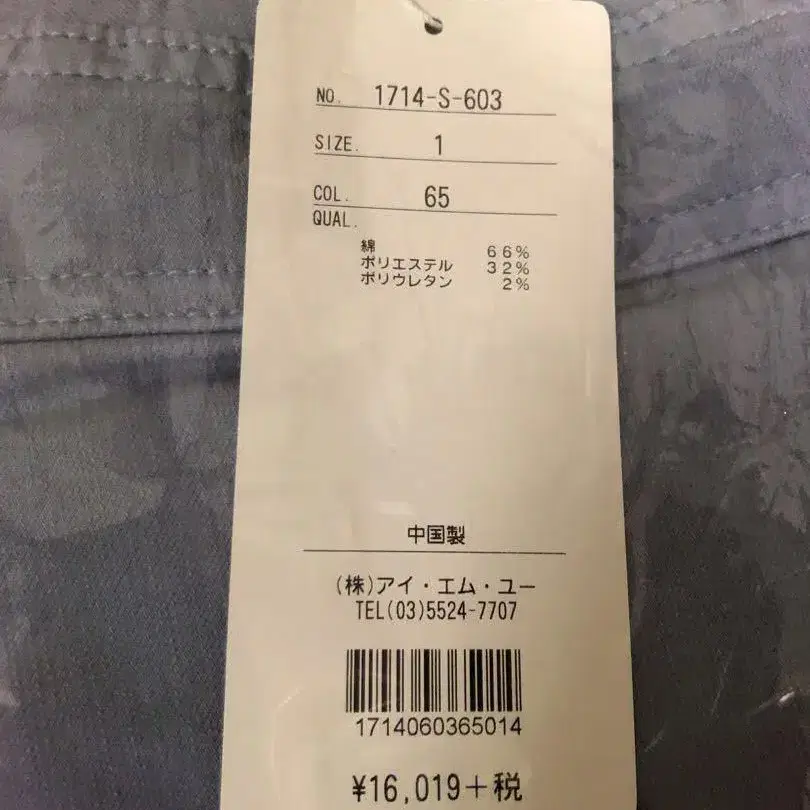 NO. 1714-S-603
SIZE. 1
COL. 65
QUAL.
綿 66%
ポリエステル 32%
ポリウレタン 2%
中国製
(株)アイ・エム・ユー
TEL(03)5524-7707
1714060365014
¥16,019+税